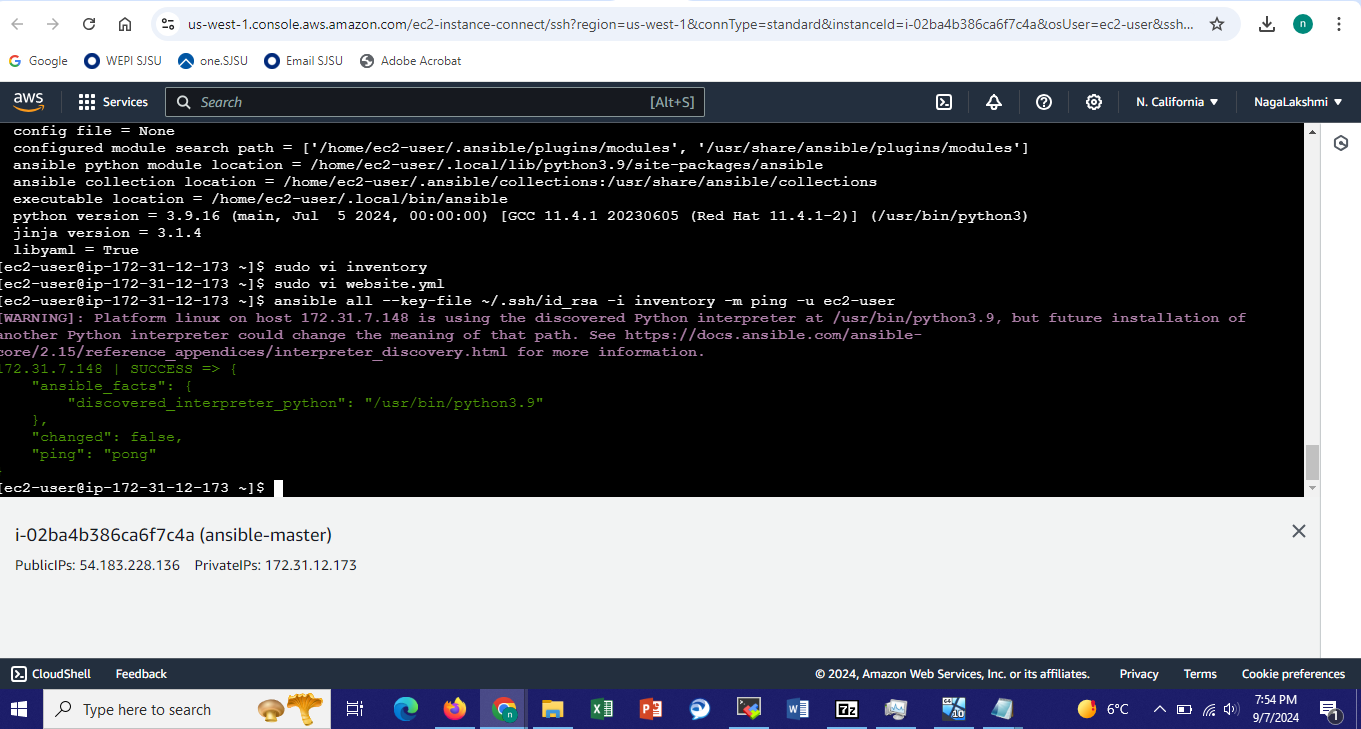 us-west-1.console.aws.amazon.com/ec2-instance-connect/ssh?region=us-west-1&connType=standard&instanceId=i-02ba4b386ca6f7c4a&osUser=ec2-user&ssh...
n
Google
WEPI SJSU
one.SJSU
Email SJSU
Adobe Acrobat
aws
Services
Search
[Alt+S]
N. California
NagaLakshmi
config file = None
configured module search path = ['/home/ec2-user/.ansible/plugins/modules', '/usr/share/ansible/plugins/modules']
ansible python module location = /home/ec2-user/.local/lib/python3.9/site-packages/ansible
ansible collection location = /home/ec2-user/.ansible/collections:/usr/share/ansible/collections
executable location = /home/ec2-user/.local/bin/ansible
python version = 3.9.16 (main, Jul  5 2024, 00:00:00) [GCC 11.4.1 20230605 (Red Hat 11.4.1-2)] (/usr/bin/python3)
jinja version = 3.1.4
libyaml = True
[ec2-user@ip-172-31-12-173 ~]$ sudo vi inventory
[ec2-user@ip-172-31-12-173 ~]$ sudo vi website.yml
[ec2-user@ip-172-31-12-173 ~]$ ansible all --key-file ~/.ssh/id_rsa -i inventory -m ping -u ec2-user
[WARNING]: Platform linux on host 172.31.7.148 is using the discovered Python interpreter at /usr/bin/python3.9, but future installation of
another Python interpreter could change the meaning of that path. See https://docs.ansible.com/ansible-
core/2.15/reference_appendices/interpreter_discovery.html for more information.
172.31.7.148 | SUCCESS => {
"ansible_facts": {
"discovered_interpreter_python": "/usr/bin/python3.9"
},
"changed": false,
"ping": "pong"
[ec2-user@ip-172-31-12-173 ~]$
i-02ba4b386ca6f7c4a (ansible-master)
PublicIPs: 54.183.228.136 PrivateIPs: 172.31.12.173
CloudShell
Feedback
© 2024, Amazon Web Services, Inc. or its affiliates.
Privacy
Terms
Cookie preferences
Type here to search
7z
6°C
7:54 PM
9/7/2024
1